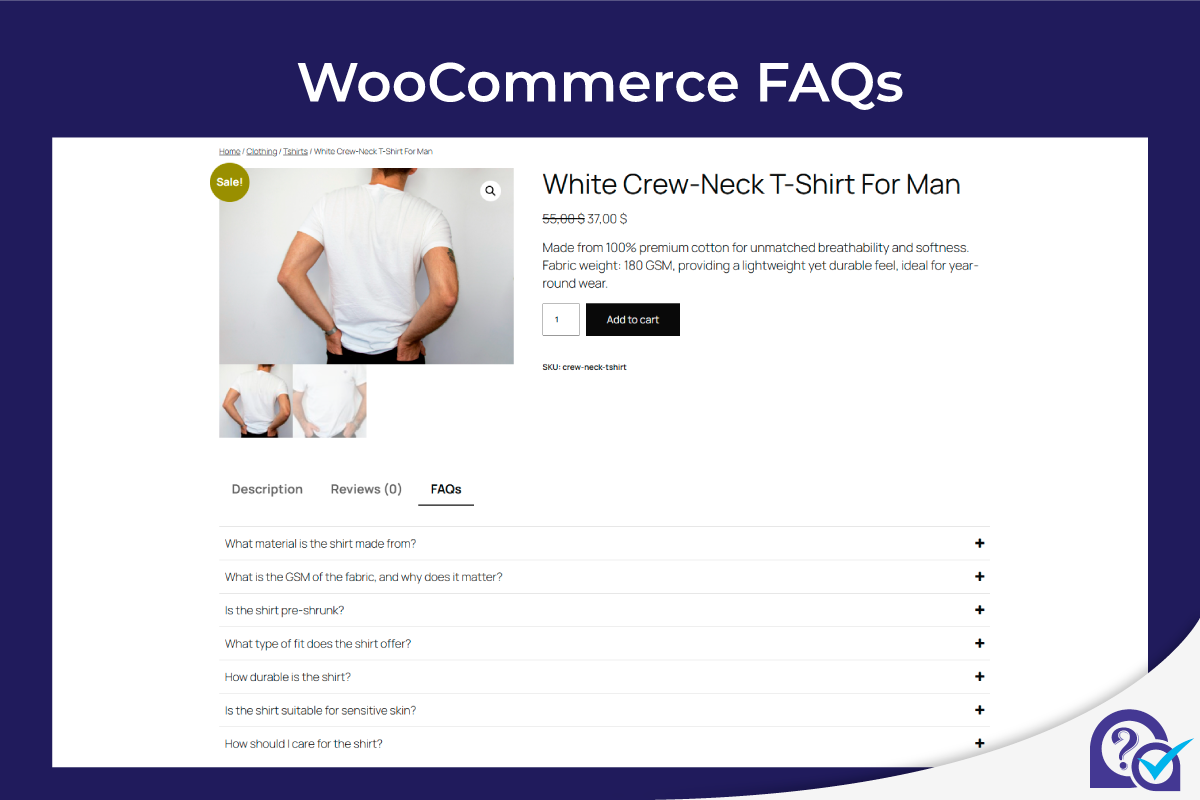 WooCommerce FAQs
Home / Clothing / Tshirts / White Crew-Neck T-Shirt For Man
Sale!
White Crew-Neck T-Shirt For Man
55,00 $ 37,00 $
Made from 100% premium cotton for unmatched breathability and softness.
Fabric weight: 180 GSM, providing a lightweight yet durable feel, ideal for year-
round wear.
1
Add to cart
SKU: crew-neck-tshirt
Description
Reviews (0)
FAQs
What material is the shirt made from?
+
What is the GSM of the fabric, and why does it matter?
+
Is the shirt pre-shrunk?
+
What type of fit does the shirt offer?
+
How durable is the shirt?
+
Is the shirt suitable for sensitive skin?
+
How should I care for the shirt?
+
?